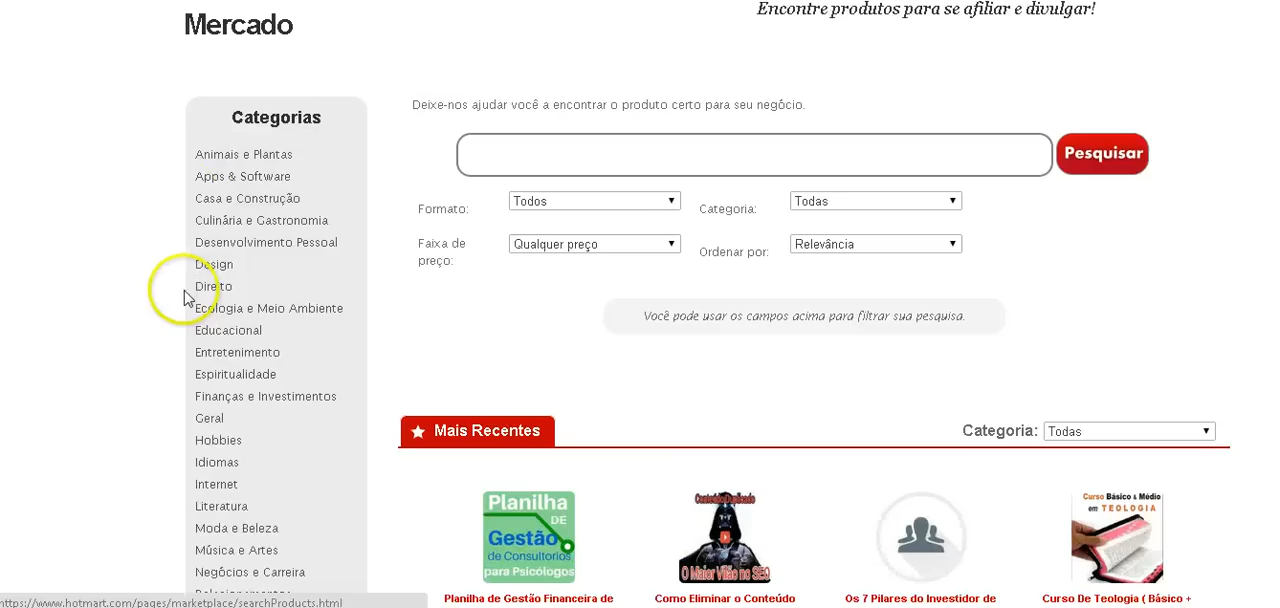 Mercado
Encontre produtos para se afiliar e divulgar!
Categorias
Animais e Plantas
Apps & Software
Casa e Construção
Culinária e Gastronomia
Desenvolvimento Pessoal
Design
Direito
Ecologia e Meio Ambiente
Educacional
Entretenimento
Espiritualidade
Finanças e Investimentos
Geral
Hobbies
Idiomas
Internet
Literatura
Moda e Beleza
Música e Artes
Negócios e Carreira
Deixe-nos ajudar você a encontrar o produto certo para seu negócio.
Pesquisar
Formato: Todos Categoria: Todas
Faixa de preço: Qualquer preço Ordenar por: Relevância
Você pode usar os campos acima para filtrar sua pesquisa.
Mais Recentes
Categoria: Todas
Planilha
DE
Gestão
de Consultorios
para Psicólogos
Conteúdo Duplicado
O Maior Vilão no SEO
Curso Básico & Médio
em TEOLOGIA
Planilha de Gestão Financeira de
Como Eliminar o Conteúdo
Os 7 Pilares do Investidor de
Curso De Teologia ( Básico +
https://www.hotmart.com/pages/marketplace/searchProducts.html